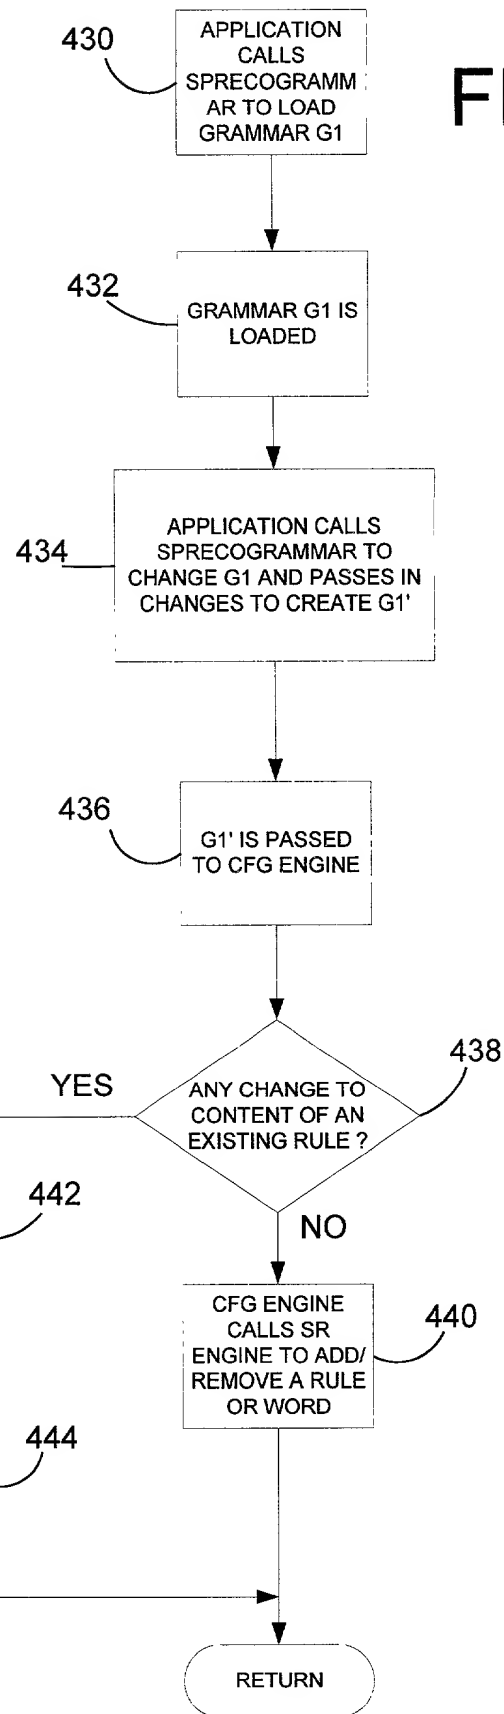 430
APPLICATION
CALLS
SPRECOGRAMM
AR TO LOAD
GRAMMAR G1
432
GRAMMAR G1 IS
LOADED
434
APPLICATION CALLS
SPRECOGRAMMAR TO
CHANGE G1 AND PASSES IN
CHANGES TO CREATE G1'
436
G1' IS PASSED
TO CFG ENGINE
438
YES
ANY CHANGE TO
CONTENT OF AN
EXISTING RULE ?
442
NO
CFG ENGINE
CALLS SR
ENGINE TO ADD/
REMOVE A RULE
OR WORD
440
444
RETURN